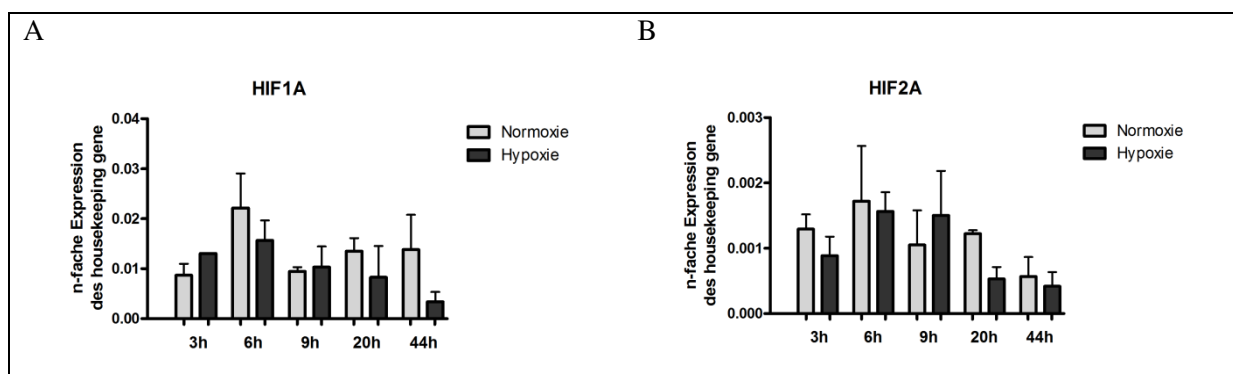 A
HIF1A
n-fache Expression
des housekeeping gene
0.04
0.03
0.02
0.01
0.00
3h 6h 9h 20h 44h
Normoxie
Hypoxie
B
HIF2A
n-fache Expression
des housekeeping gene
0.003
0.002
0.001
0.000
3h 6h 9h 20h 44h
Normoxie
Hypoxie